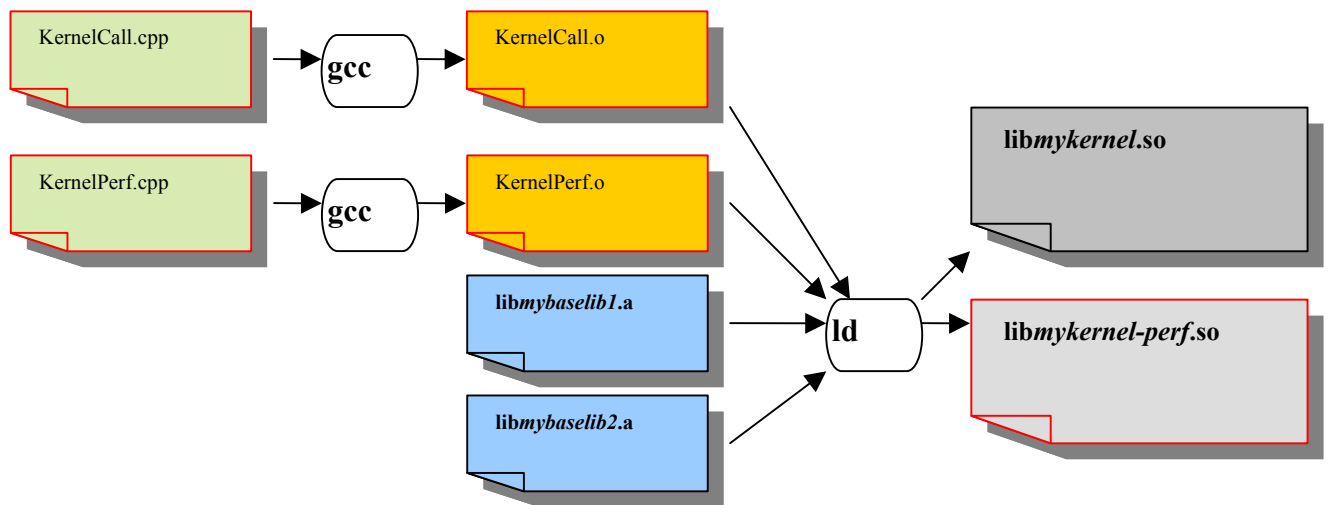 KernelCall.cpp
gcc
KernelCall.o
KernelPerf.cpp
gcc
KernelPerf.o
libmybaselib1.a
libmybaselib2.a
ld
libmykernel.so
libmykernel-perf.so